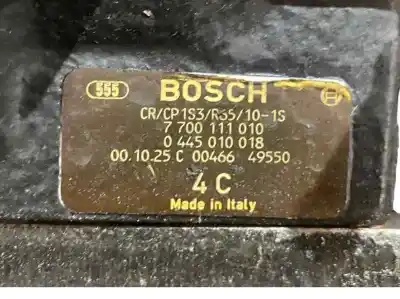 555 BOSCH
CR/CP1S3/R35/10-1S
7 700 111 010
0 445 010 018
00.10.25 C 00466 49550
4 C
Made in Italy